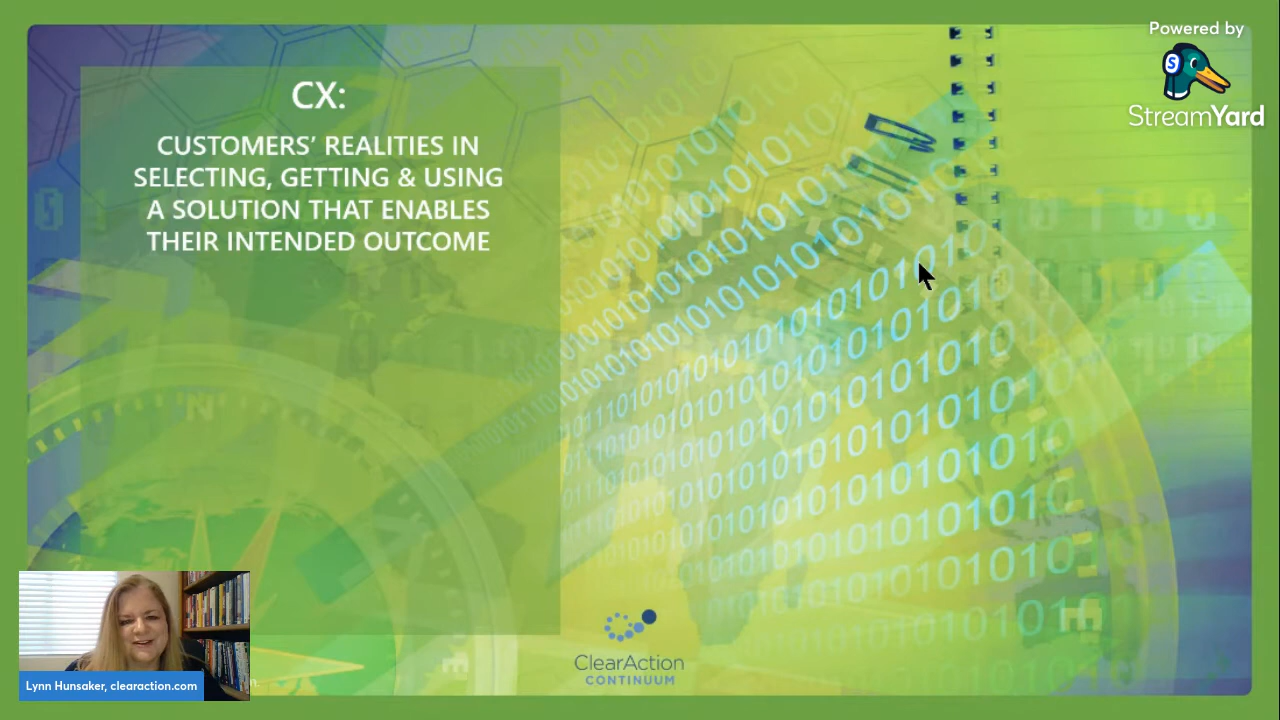 CX:
CUSTOMERS’ REALITIES IN
SELECTING, GETTING & USING
A SOLUTION THAT ENABLES
THEIR INTENDED OUTCOME
Powered by
S
StreamYard
N
E
E
ClearAction
CONTINUUM
Lynn Hunsaker, clearaction.com